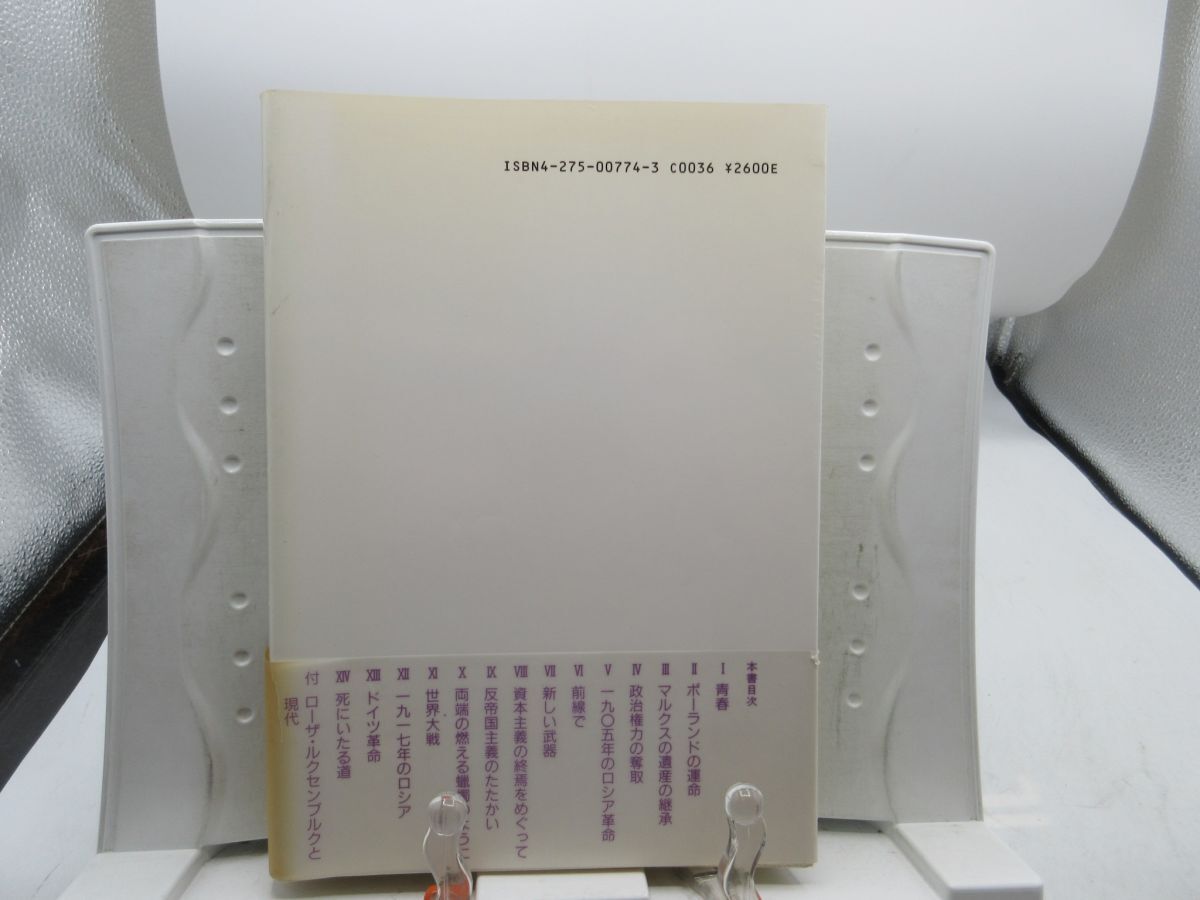 ISBN4-275-00774-3 C0036 ¥2600E
本書目次
Ⅰ 青春
Ⅱ ポーランドの運命
Ⅲ マルクスの遺産の継承
Ⅳ 政治権力の奪取
Ⅴ 一九〇五年のロシア革命
Ⅵ 前線で
Ⅶ 新しい武器
Ⅷ 資本主義の終焉をめぐって
Ⅸ 反帝国主義のたたかい
Ⅹ 両端の燃える蠟燭のように
Ⅺ 世界大戦
Ⅻ 一九一七年のロシア
XIII ドイツ革命
XIV 死にいたる道
付 ローザ・ルクセンブルクと
現代